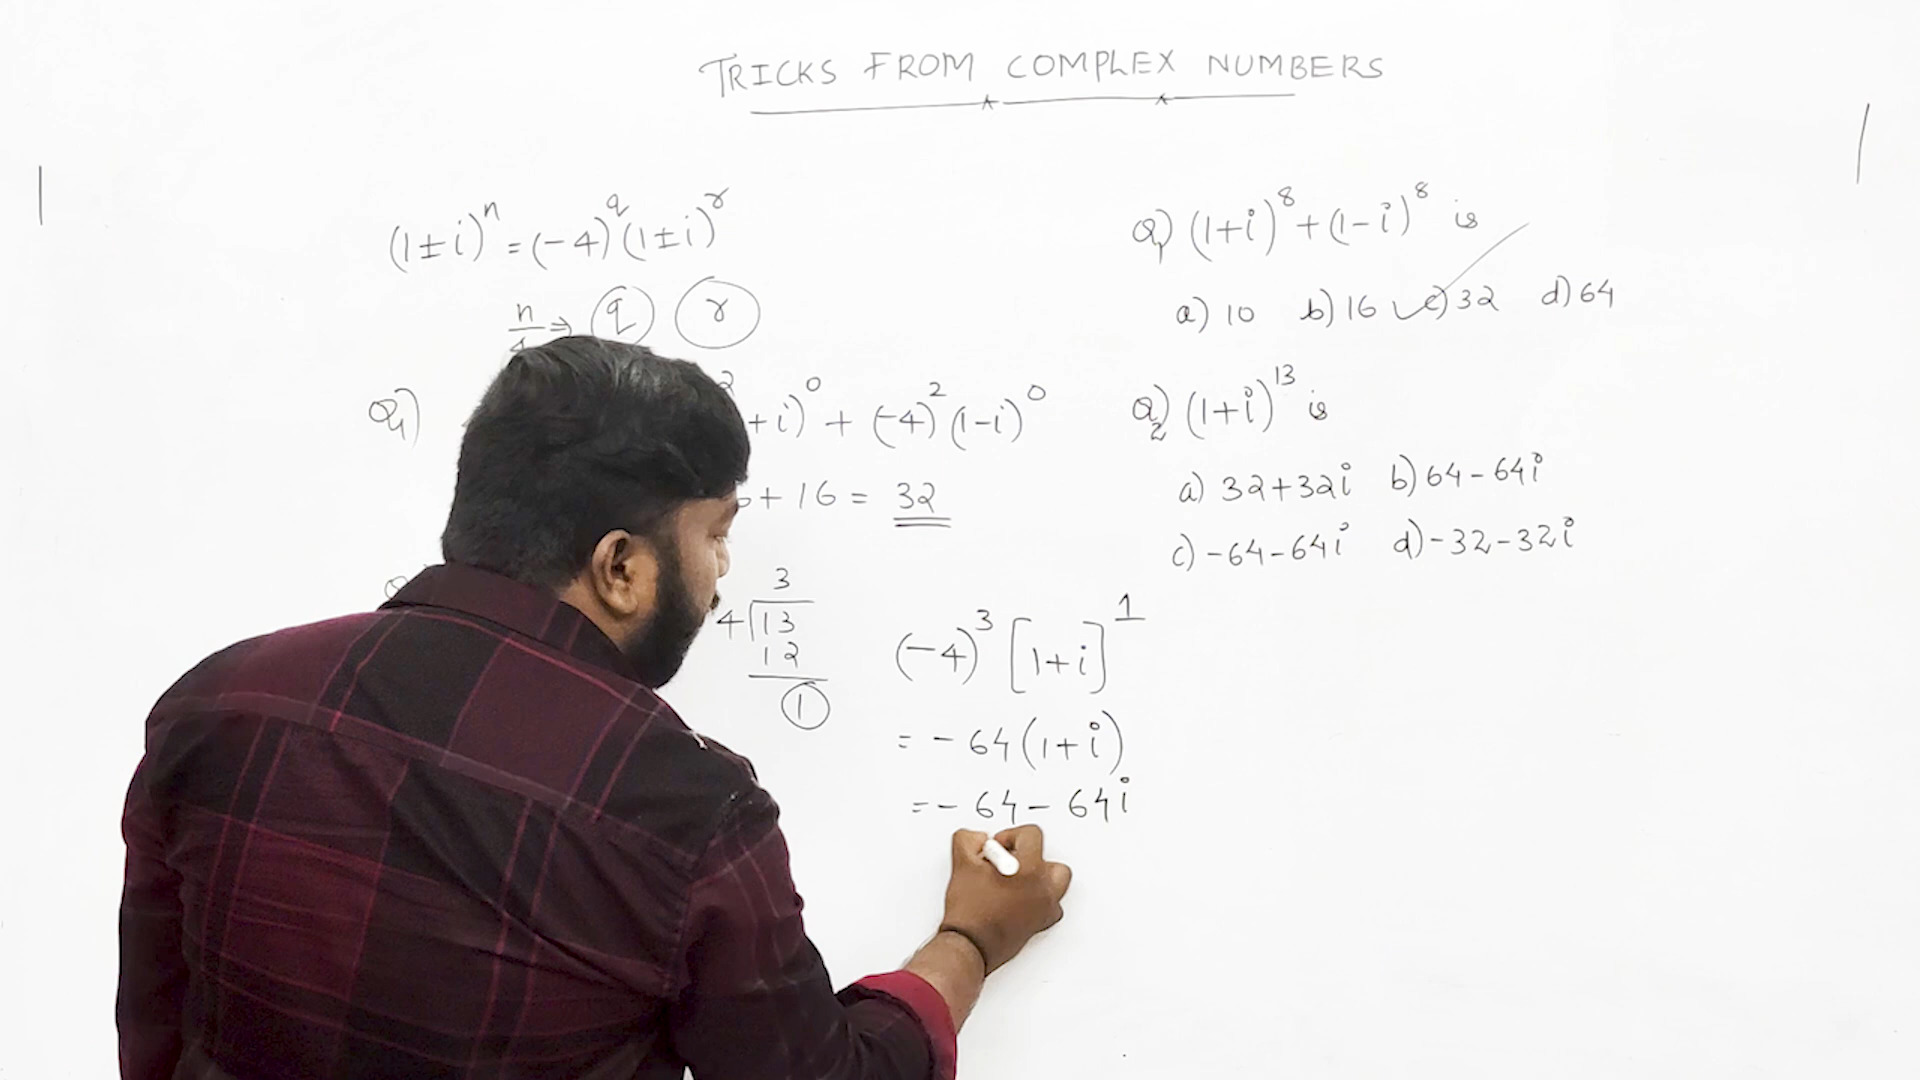 TRICKS FROM COMPLEX NUMBERS
(1±i)^n = (-4)^q (1±i)^r
n/4 ⇒ q r
Q1) +i)^0 + (-4)^2 (1-i)^0
+ 16 = 32
3
4 13
12
1
(-4)^3 [1+i]^1
= - 64(1+i)
= - 64 - 64i
Q1) (1+i)^8 + (1-i)^8 is
a) 10 b) 16 c) 32 d) 64
Q2) (1+i)^13 is
a) 32+32i b) 64-64i
c) -64-64i d) -32-32i